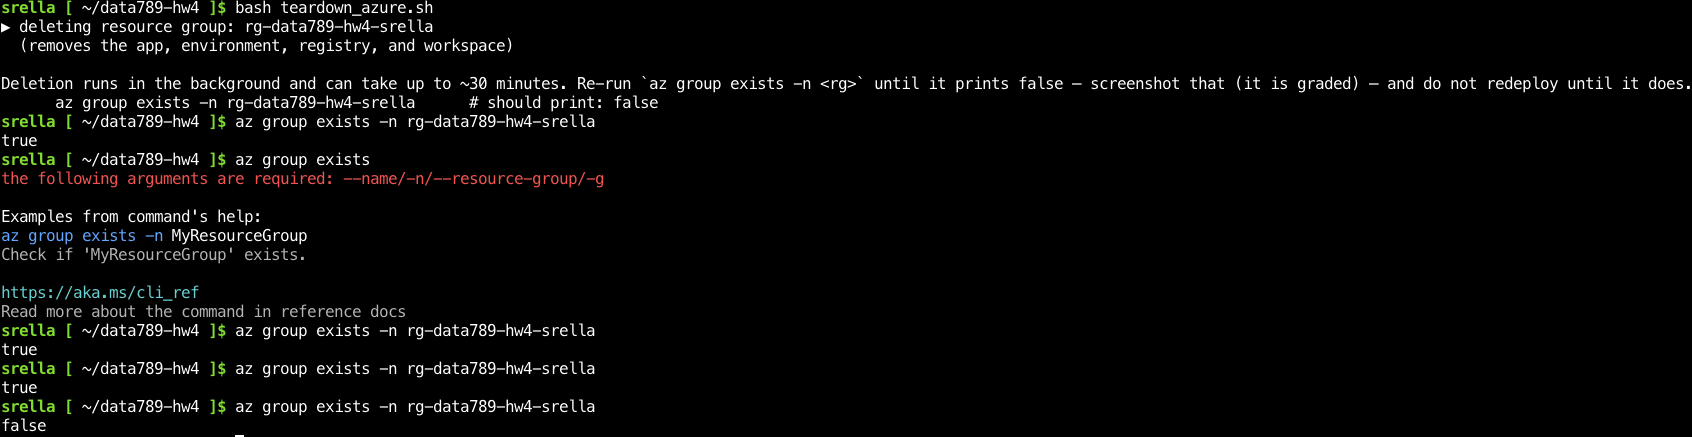 srella [ ~/data789-hw4 ]$ bash teardown_azure.sh
▶ deleting resource group: rg-data789-hw4-srella
  (removes the app, environment, registry, and workspace)

Deletion runs in the background and can take up to ~30 minutes. Re-run `az group exists -n <rg>` until it prints false — screenshot that (it is graded) — and do not redeploy until it does.
      az group exists -n rg-data789-hw4-srella      # should print: false
srella [ ~/data789-hw4 ]$ az group exists -n rg-data789-hw4-srella
true
srella [ ~/data789-hw4 ]$ az group exists
the following arguments are required: --name/-n/--resource-group/-g

Examples from command's help:
az group exists -n MyResourceGroup
Check if 'MyResourceGroup' exists.

https://aka.ms/cli_ref
Read more about the command in reference docs
srella [ ~/data789-hw4 ]$ az group exists -n rg-data789-hw4-srella
true
srella [ ~/data789-hw4 ]$ az group exists -n rg-data789-hw4-srella
true
srella [ ~/data789-hw4 ]$ az group exists -n rg-data789-hw4-srella
false